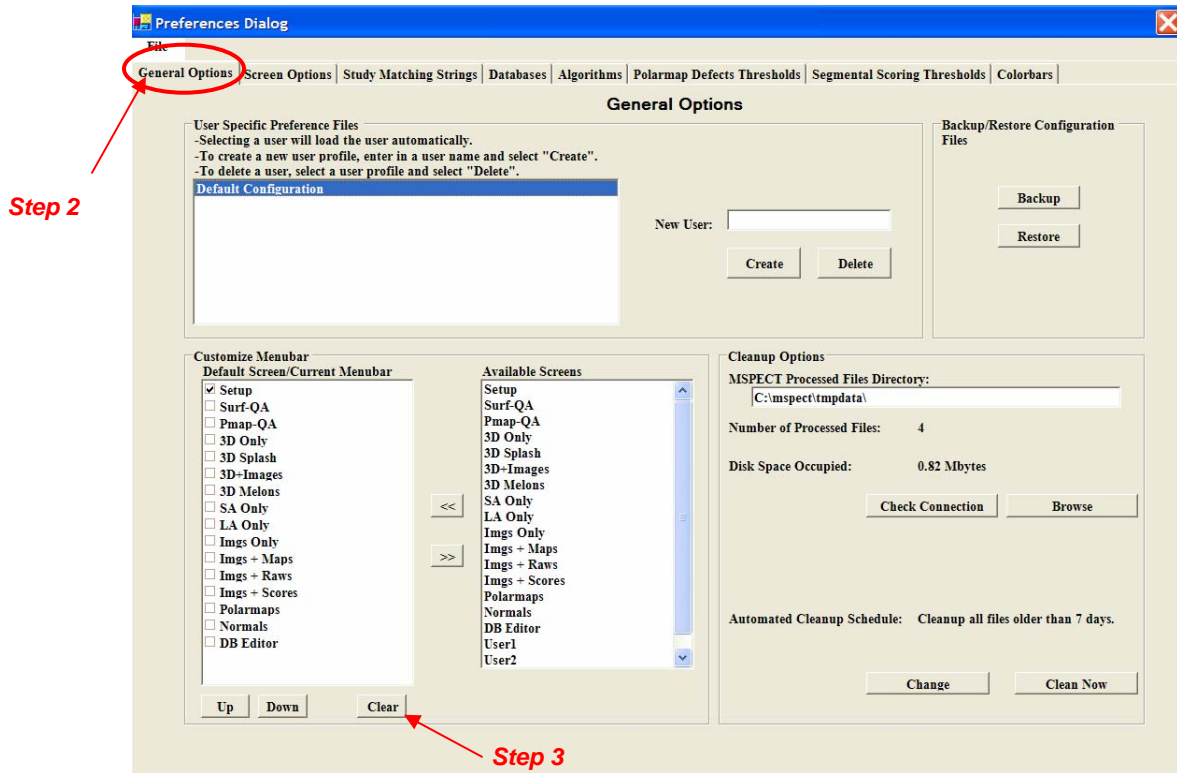 Preferences Dialog
File
General Options
Screen Options
Study Matching Strings
Databases
Algorithms
Polarmap Defects Thresholds
Segmental Scoring Thresholds
Colorbars
General Options
User Specific Preference Files
-Selecting a user will load the user automatically.
-To create a new user profile, enter in a user name and select "Create".
-To delete a user, select a user profile and select "Delete".
Default Configuration
New User:
Create
Delete
Backup/Restore Configuration
Files
Backup
Restore
Step 2
Customize Menubar
Default Screen/Current Menubar
Setup
Surf-QA
Pmap-QA
3D Only
3D Splash
3D+Images
3D Melons
SA Only
LA Only
Imgs Only
Imgs + Maps
Imgs + Raws
Imgs + Scores
Polarmaps
Normals
DB Editor
<<
>>
Available Screens
Setup
Surf-QA
Pmap-QA
3D Only
3D Splash
3D+Images
3D Melons
SA Only
LA Only
Imgs Only
Imgs + Maps
Imgs + Raws
Imgs + Scores
Polarmaps
Normals
DB Editor
User1
User2
Up
Down
Clear
Step 3
Cleanup Options
MSPECT Processed Files Directory:
C:\mspect\tmpdata\
Number of Processed Files: 4
Disk Space Occupied: 0.82 Mbytes
Check Connection
Browse
Automated Cleanup Schedule: Cleanup all files older than 7 days.
Change
Clean Now